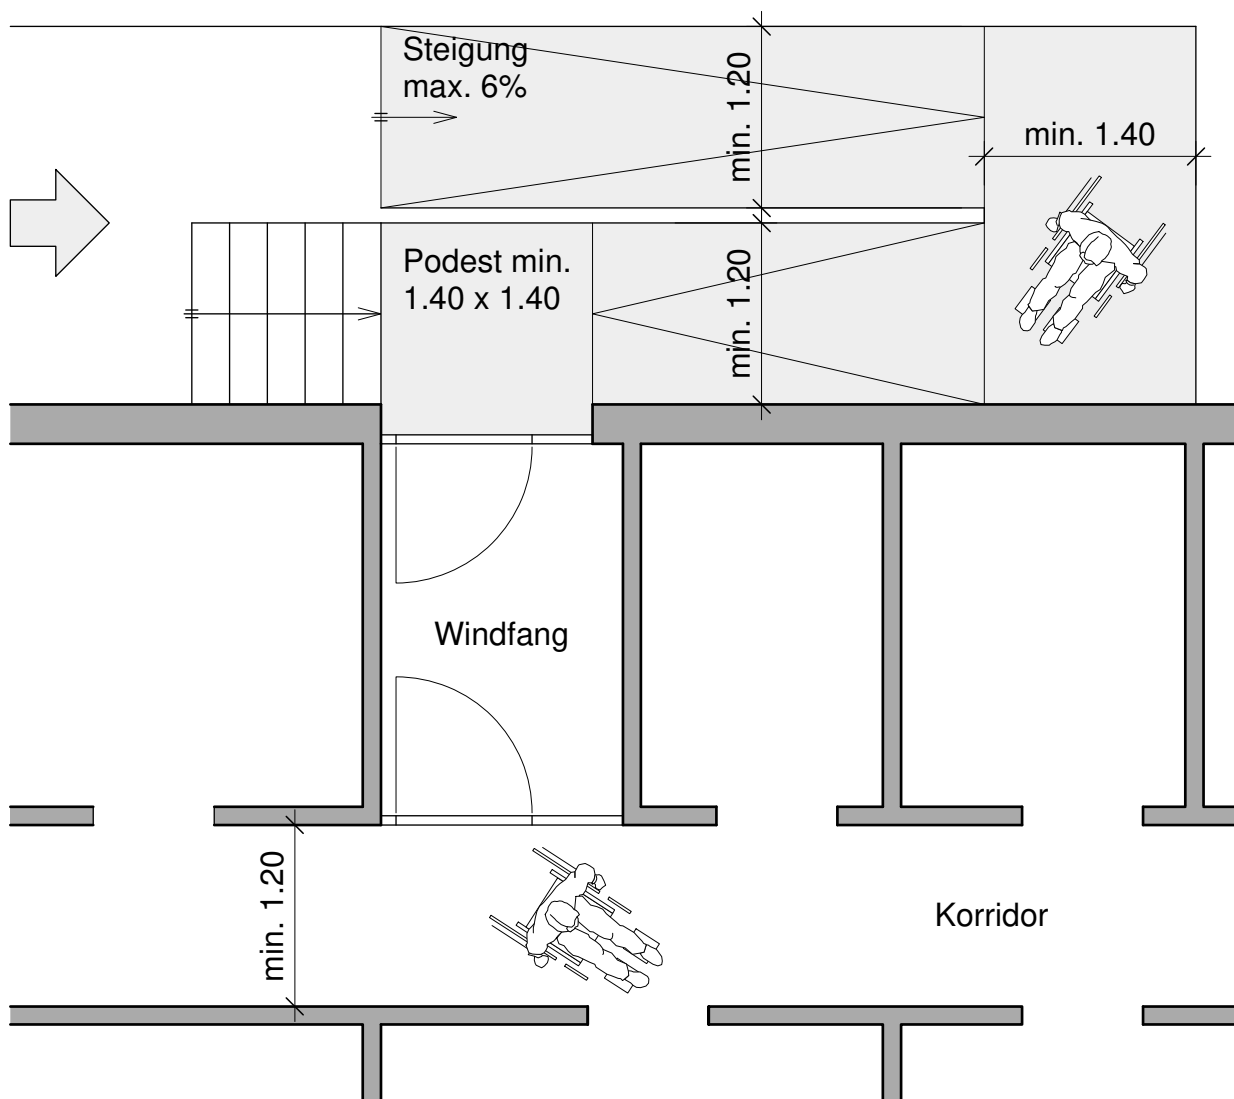 Steigung
max. 6%
min. 1.20
min. 1.40
Podest min.
1.40 x 1.40
min. 1.20
Windfang
min. 1.20
Korridor